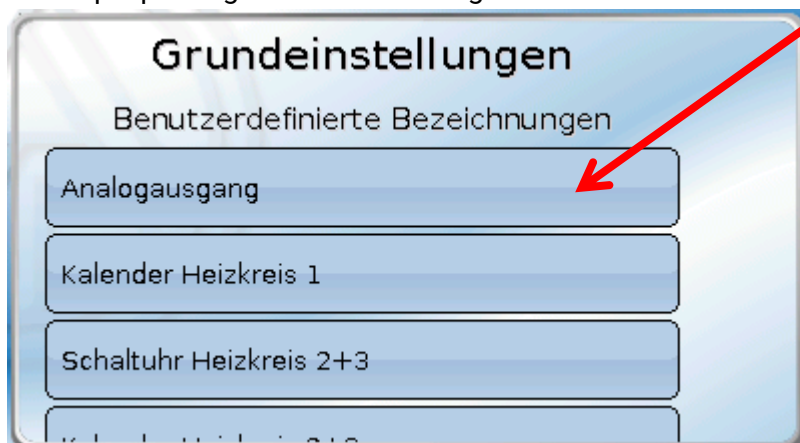 Grundeinstellungen
Benutzerdefinierte Bezeichnungen
Analogausgang
Kalender Heizkreis 1
Schaltuhr Heizkreis 2+3